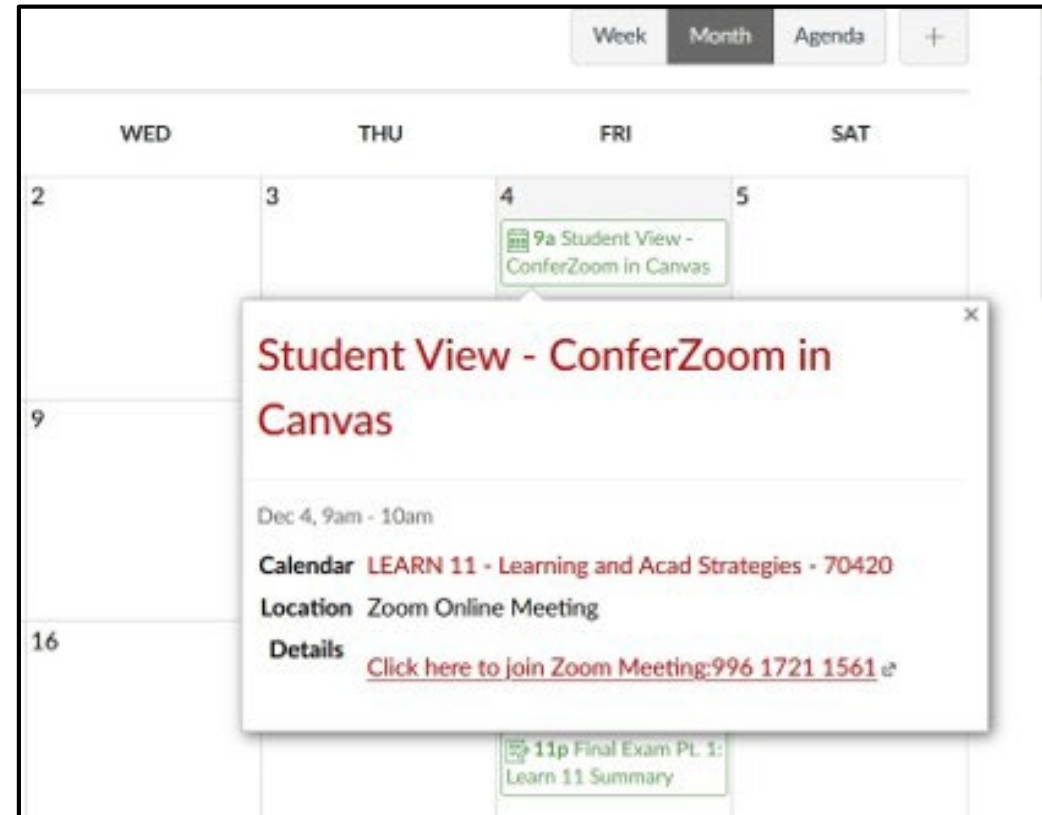 Week Month Agenda +
WED THU FRI SAT
2 3 4 5
9a Student View -
ConferZoom in Canvas
×
Student View - ConferZoom in
Canvas
9
Dec 4, 9am - 10am
Calendar LEARN 11 - Learning and Acad Strategies - 70420
Location Zoom Online Meeting
16
Details
Click here to join Zoom Meeting:996 1721 1561
11p Final Exam Pt. 1:
Learn 11 Summary